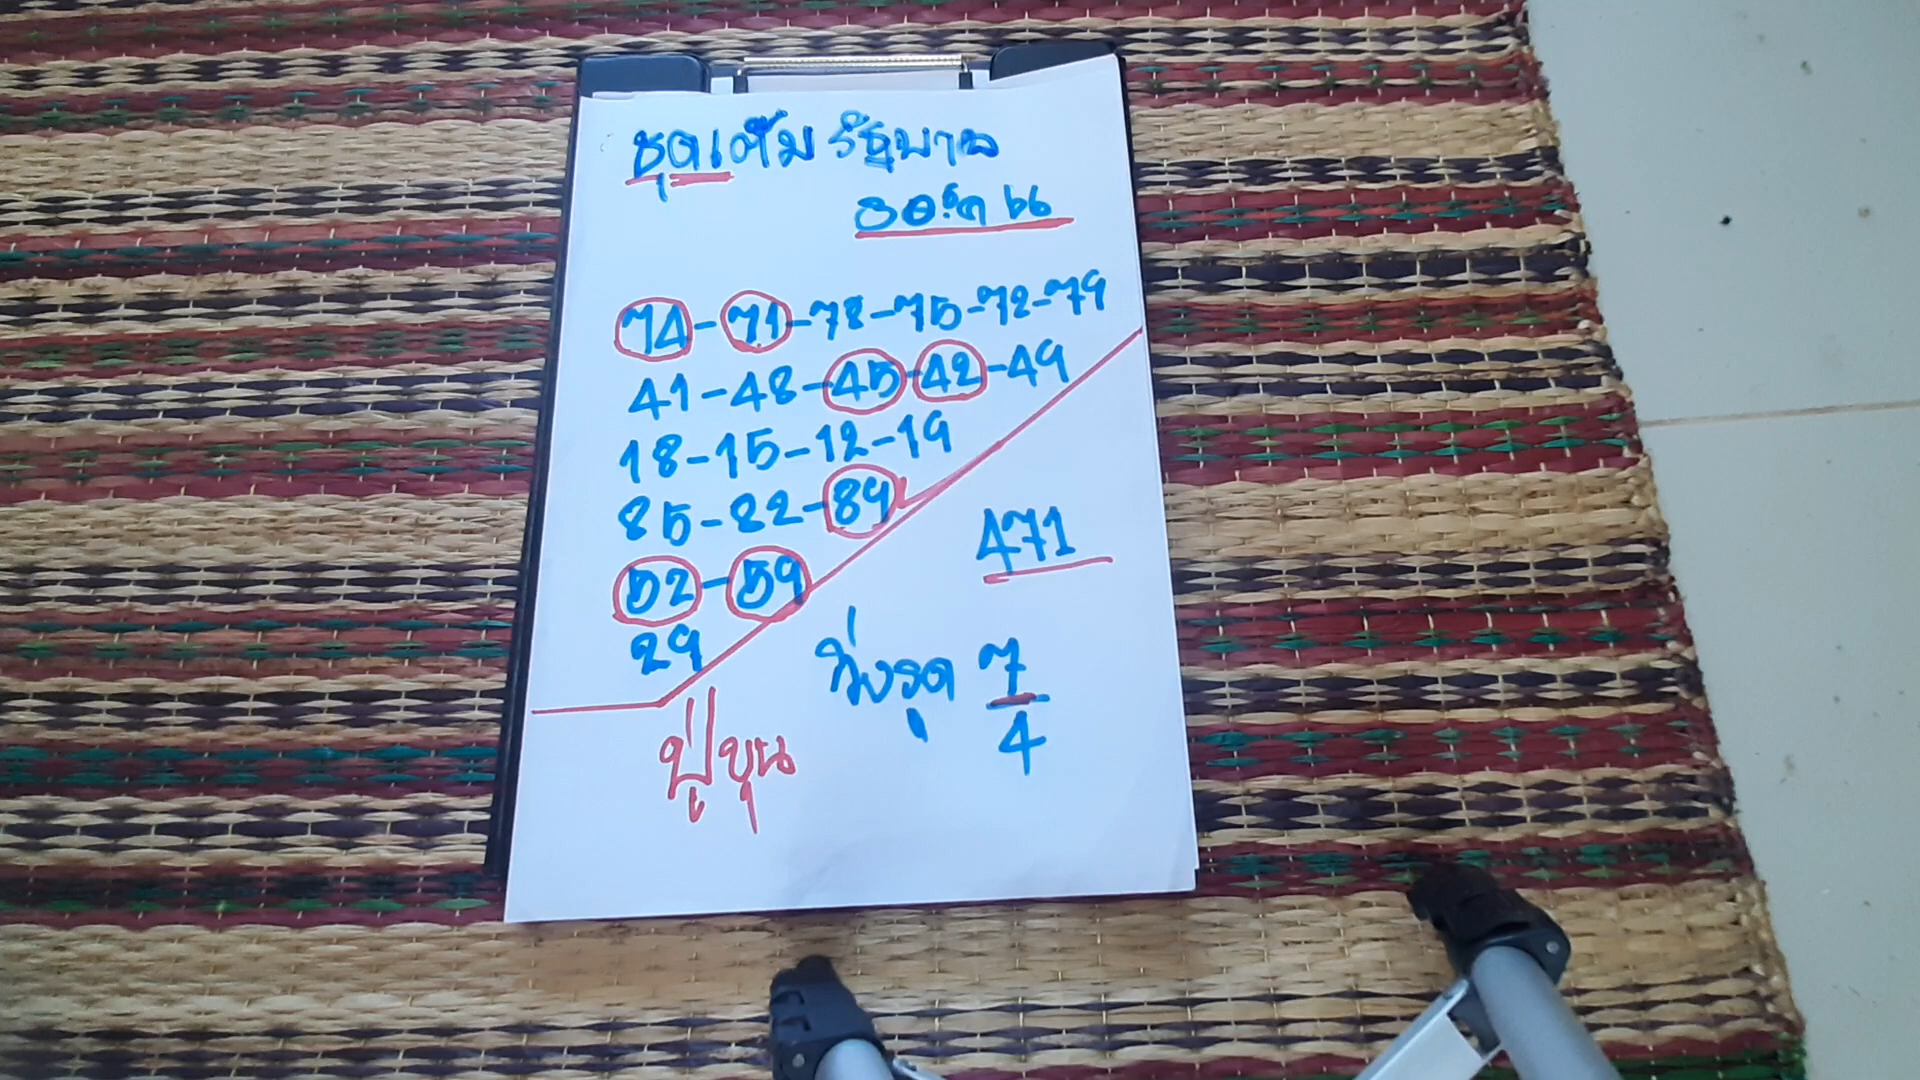 ชุดเต็ม รัฐบาล
30.ธ.ค 66
74-71-78-75-72-79
41-48-45-42-49
18-15-12-19
85-82-89
52-59
29
471
วิ่งรูด 7
4
ปู่ขุน